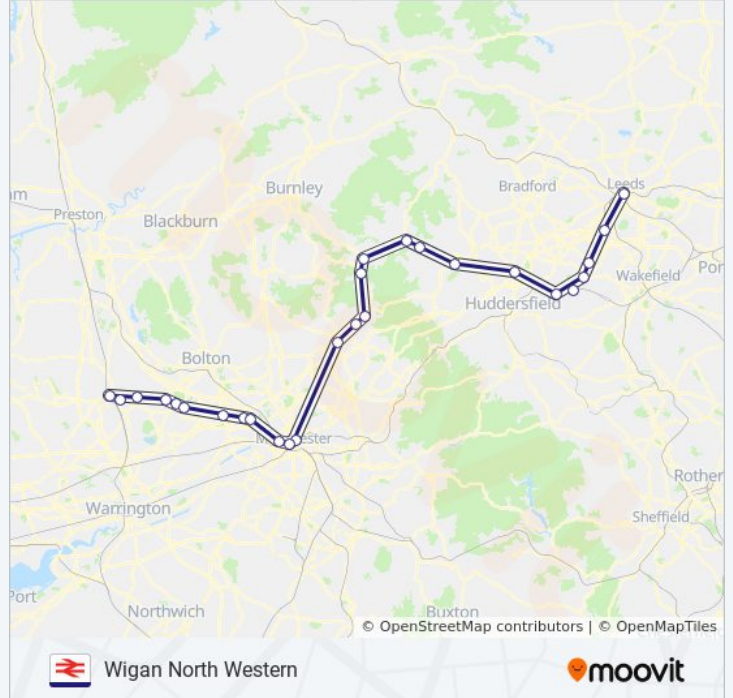 Burnley
Bradford
Leeds
am
Preston
Blackburn
Wakefield
Por
Huddersfield
Bolton
Manchester
Rother
Warrington
Sheffield
Port
Northwich
Buxton
© OpenStreetMap contributors | © OpenMapTiles
Wigan North Western
moovit